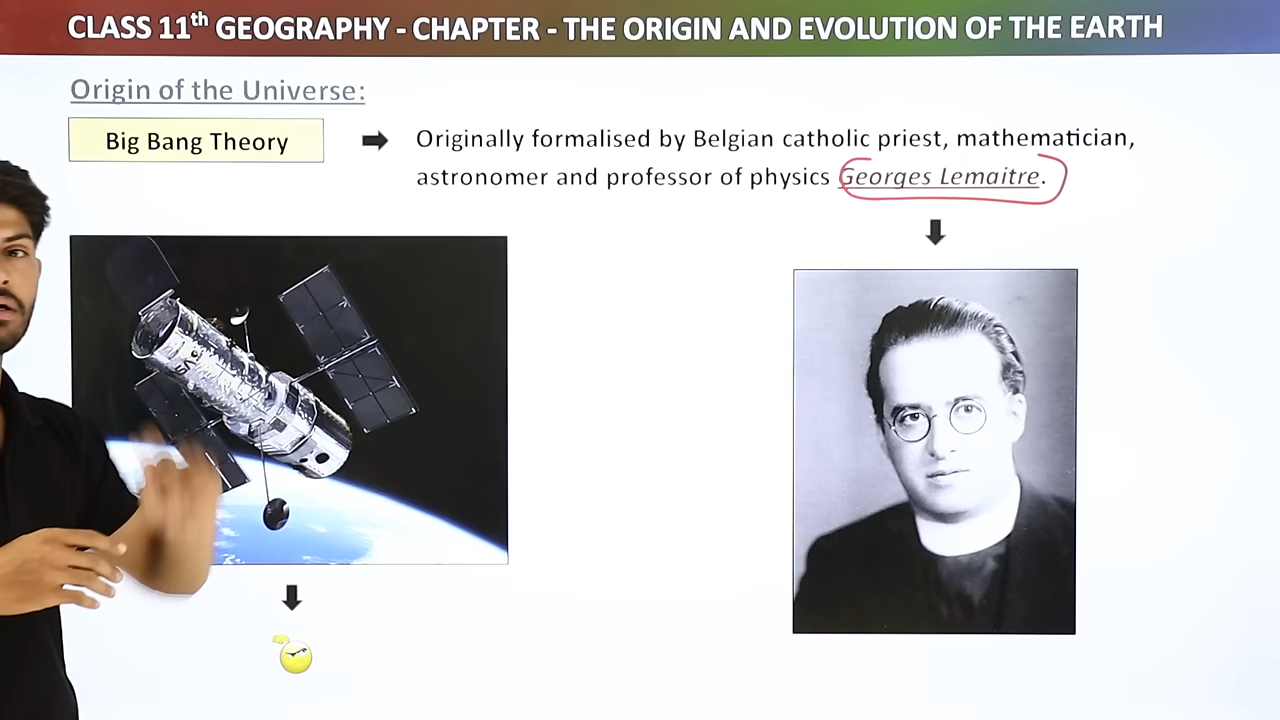 CLASS 11th GEOGRAPHY - CHAPTER - THE ORIGIN AND EVOLUTION OF THE EARTH
Origin of the Universe:
Big Bang Theory
Originally formalised by Belgian catholic priest, mathematician,
astronomer and professor of physics Georges Lemaitre.